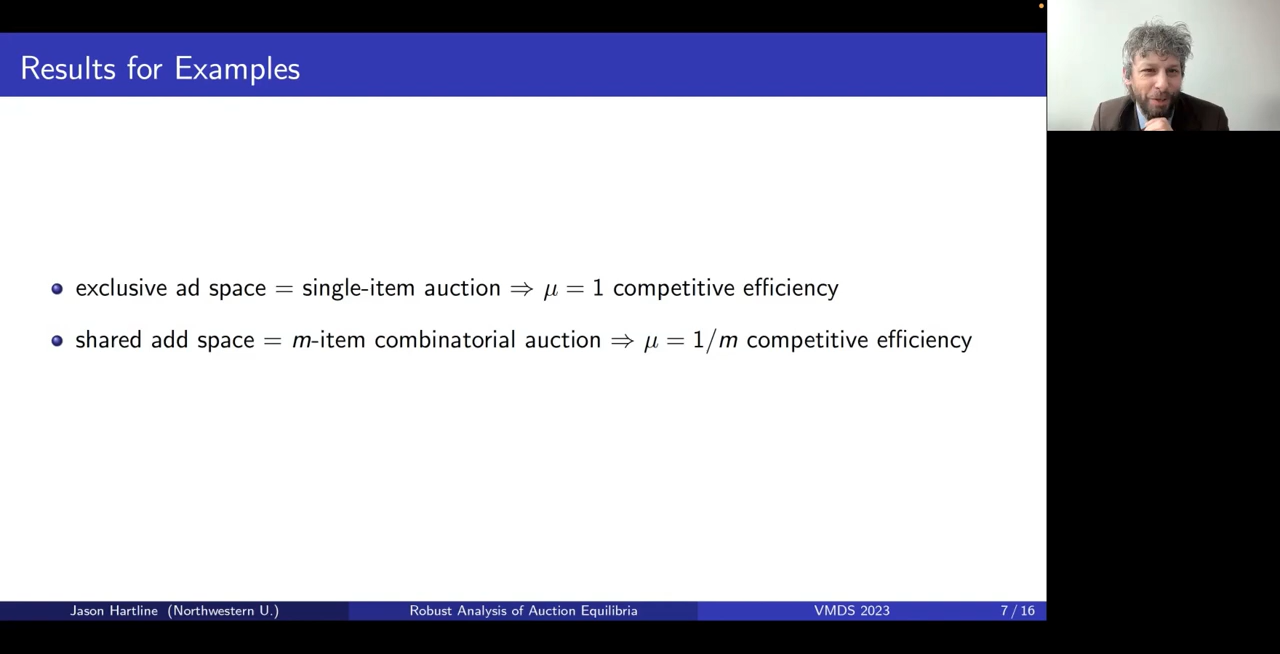 Results for Examples
exclusive ad space = single-item auction ⇒ μ = 1 competitive efficiency
shared add space = m-item combinatorial auction ⇒ μ = 1/m competitive efficiency
Jason Hartline (Northwestern U.) Robust Analysis of Auction Equilibria VMDS 2023 7 / 16